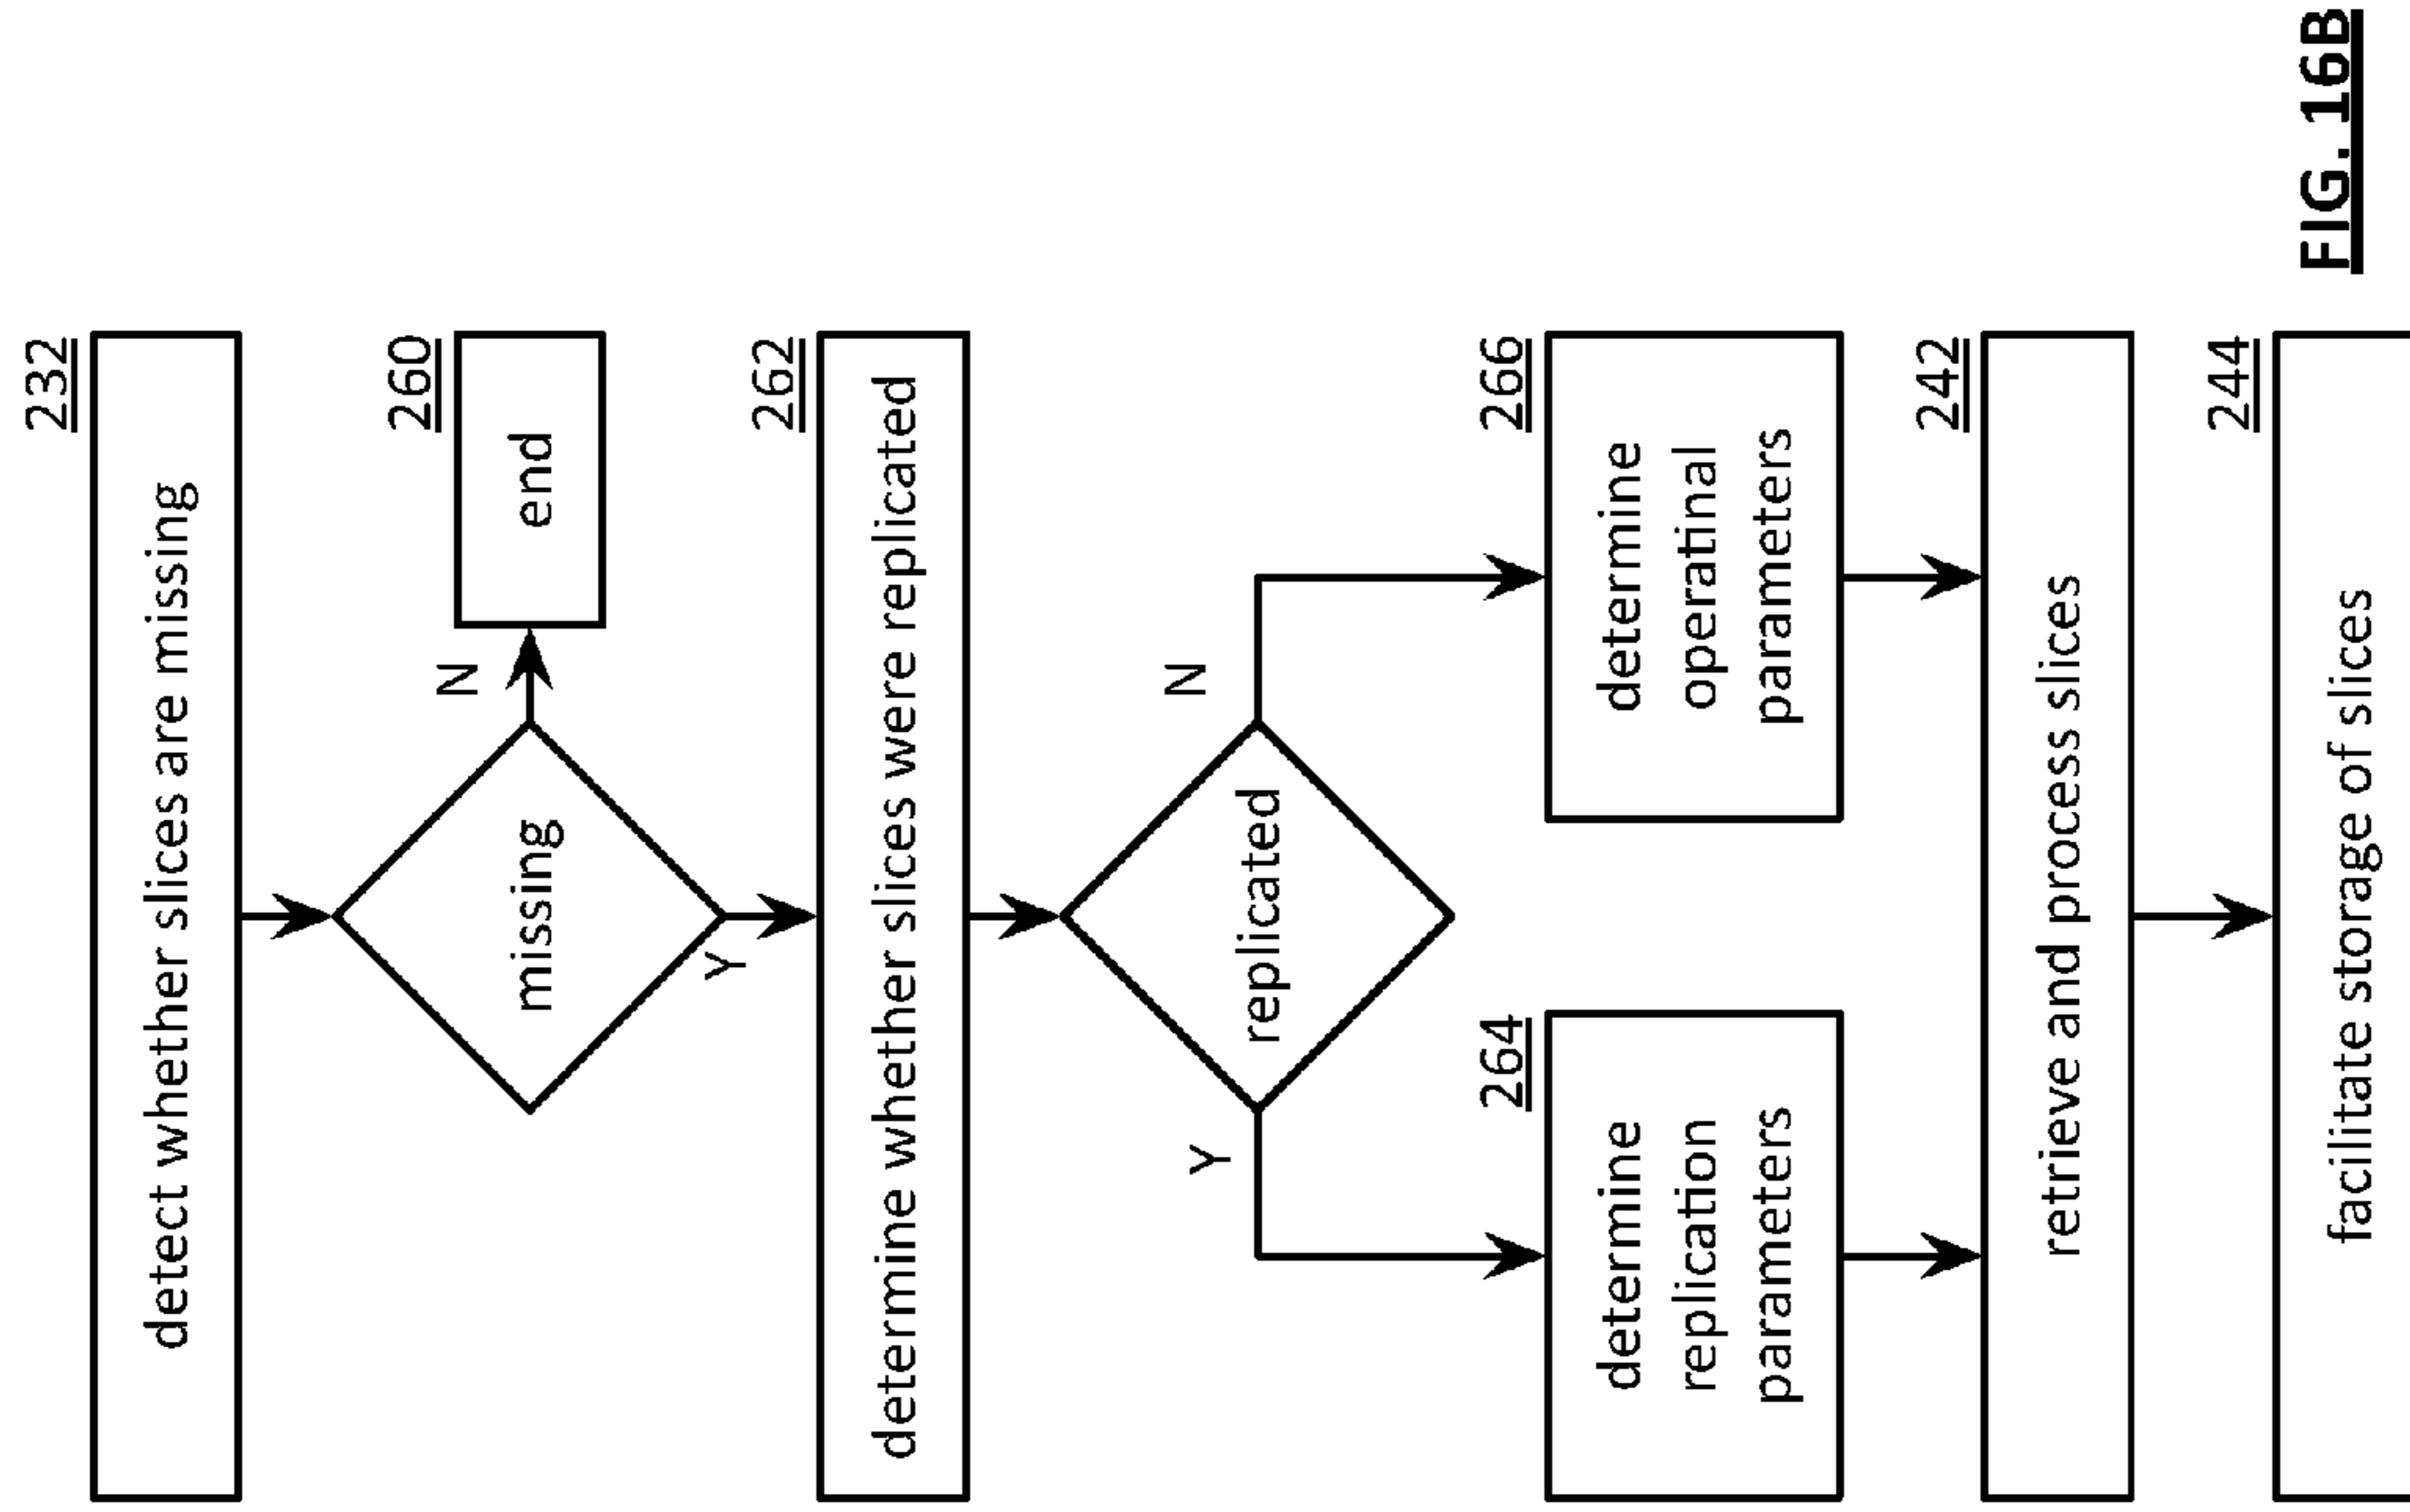 232
detect whether slices are missing
missing
N
260
end
Y
262
determine whether slices were replicated
replicated
Y
N
264
determine
replication
parameters
266
determine
operatinal
parameters
242
retrieve and process slices
244
facilitate storage of slices
FIG. 16B